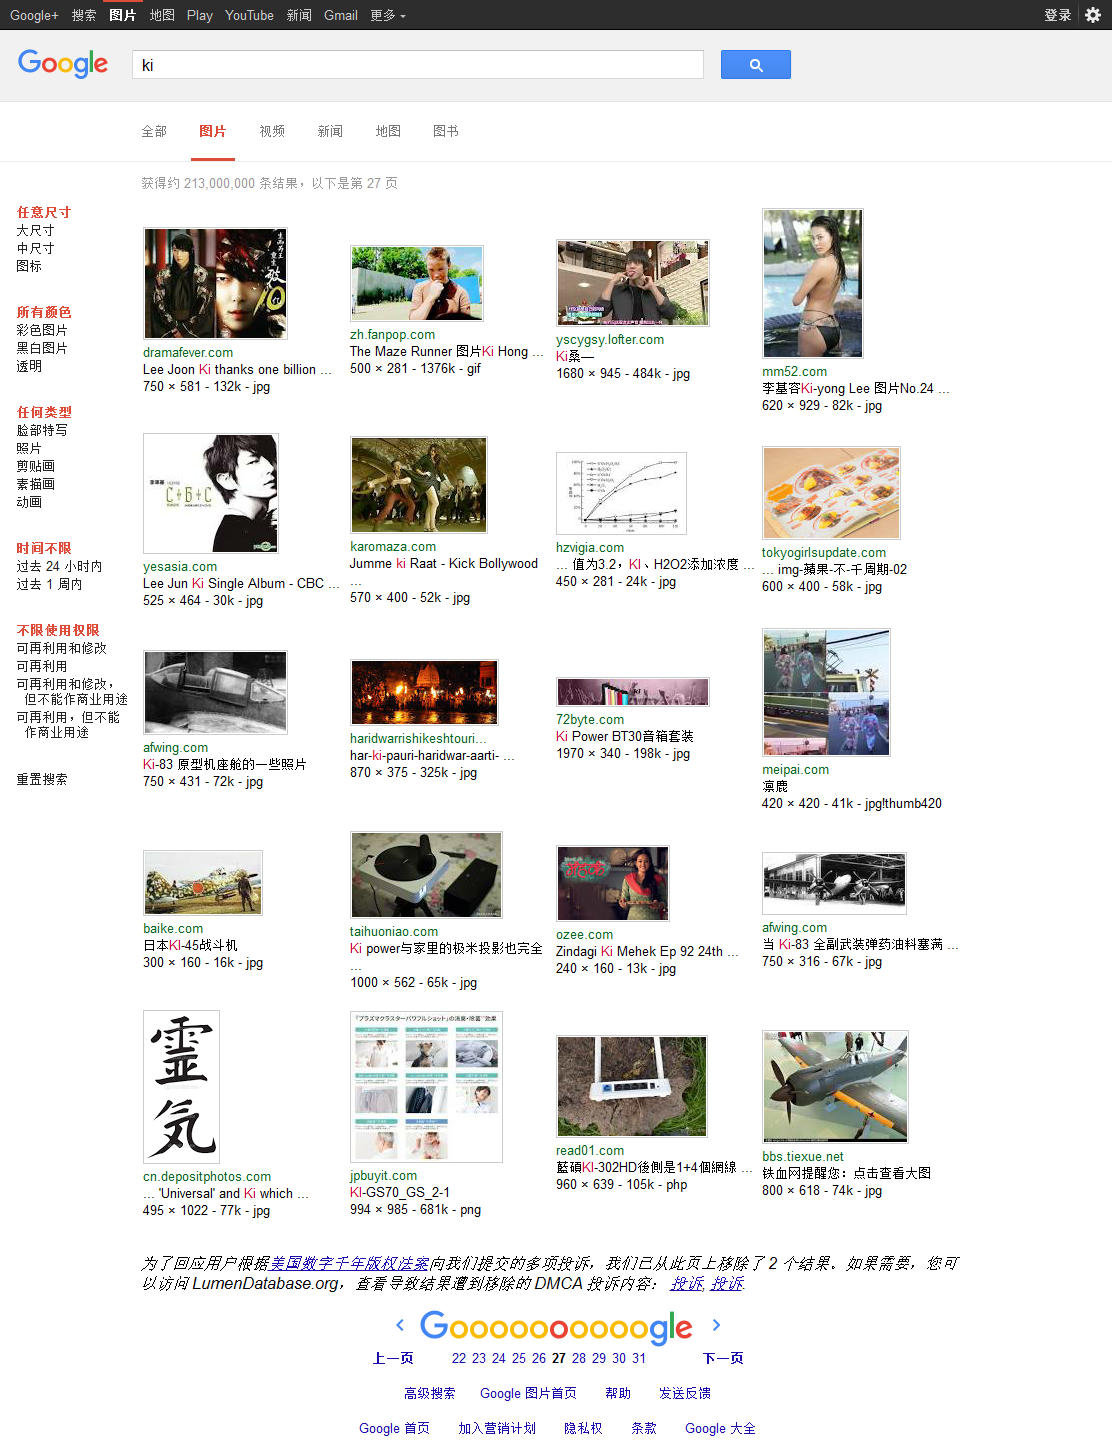 Google+ 搜索 图片 地图 Play YouTube 新闻 Gmail 更多 登录
Google ki
全部 图片 视频 新闻 地图 图书
获得约 213,000,000 条结果，以下是第 27 页
任意尺寸
大尺寸
中尺寸
图标
所有颜色
彩色图片
黑白图片
透明
任何类型
脸部特写
照片
剪贴画
素描画
动画
时间不限
过去 24 小时内
过去 1 周内
不限使用权限
可再利用和修改
可再利用
可再利用和修改，
但不能作商业用途
可再利用，但不能
作商业用途
重置搜索
dramafever.com
Lee Joon Ki thanks one billion ...
750 × 581 - 132k - jpg
zh.fanpop.com
The Maze Runner 图片Ki Hong ...
500 × 281 - 1376k - gif
yscygsy.lofter.com
Ki桑—
1680 × 945 - 484k - jpg
mm52.com
李基容Ki-yong Lee 图片No.24 ...
620 × 929 - 82k - jpg
yesasia.com
Lee Jun Ki Single Album - CBC ...
525 × 464 - 30k - jpg
karomaza.com
Jumme ki Raat - Kick Bollywood
...
570 × 400 - 52k - jpg
hzvigia.com
... 值为3.2，KI、H2O2添加浓度 ...
450 × 281 - 24k - jpg
tokyogirlsupdate.com
... img-蘋果-不-千周期-02
600 × 400 - 58k - jpg
afwing.com
Ki-83 原型机座舱的一些照片
750 × 431 - 72k - jpg
haridwarrishikeshtouri...
har-ki-pauri-haridwar-aarti- ...
870 × 375 - 325k - jpg
72byte.com
Ki Power BT30音箱套装
1970 × 340 - 198k - jpg
meipai.com
凛鹿
420 × 420 - 41k - jpg!thumb420
baike.com
日本KI-45战斗机
300 × 160 - 16k - jpg
taihuoniao.com
Ki power与家里的极米投影也完全
...
1000 × 562 - 65k - jpg
ozee.com
Zindagi Ki Mehek Ep 92 24th ...
240 × 160 - 13k - jpg
afwing.com
当 Ki-83 全副武装弹药油料塞满 ...
750 × 316 - 67k - jpg
霊
気
cn.depositphotos.com
... 'Universal' and Ki which ...
495 × 1022 - 77k - jpg
『プラズマクラスターパワフルショット』の消臭・除菌 効果
jpbuyit.com
KI-GS70_GS_2-1
994 × 985 - 681k - png
read01.com
藍碩KI-302HD後側是1+4個網線 ...
960 × 639 - 105k - php
bbs.tiexue.net
铁血网提醒您：点击查看大图
800 × 618 - 74k - jpg
为了回应用户根据美国数字千年版权法案向我们提交的多项投诉，我们已从此页上移除了 2 个结果。如果需要，您可
以访问 LumenDatabase.org，查看导致结果遭到移除的 DMCA 投诉内容： 投诉, 投诉.
Goooooooooogle
上一页 22 23 24 25 26 27 28 29 30 31 下一页
高级搜索 Google 图片首页 帮助 发送反馈
Google 首页 加入营销计划 隐私权 条款 Google 大全